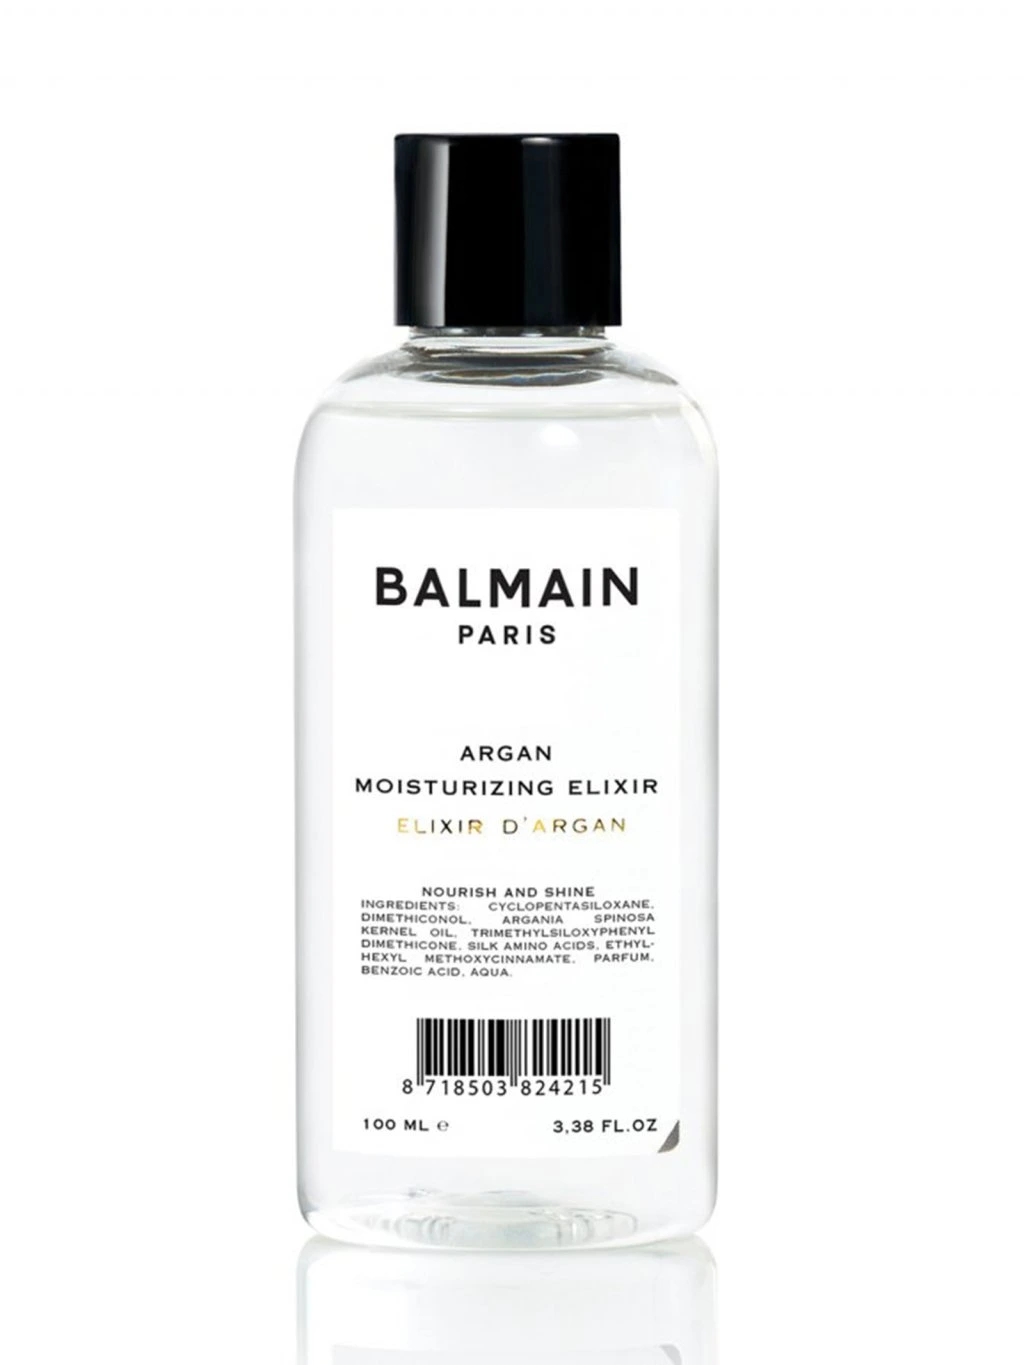 BALMAIN
PARIS
ARGAN
MOISTURIZING ELIXIR
ELIXIR D'ARGAN
NOURISH AND SHINE
INGREDIENTS: CYCLOPENTASILOXANE,
DIMETHICONOL, ARGANIA SPINOSA
KERNEL OIL, TRIMETHYLSILOXYPHENYL
DIMETHICONE, SILK AMINO ACIDS, ETHYL-
HEXYL METHOXYCINNAMATE, PARFUM,
BENZOIC ACID, AQUA.
8 718503 824215
100 ML ℮ 3,38 FL.OZ